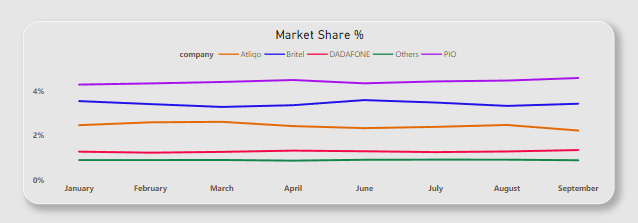 Market Share %
company Atliqo Britel DADAFONE Others PIO
4%
2%
0%
January February March April June July August September